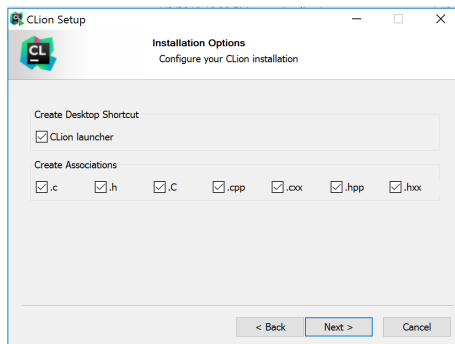 CLion Setup
CL
Installation Options
Configure your CLion installation
Create Desktop Shortcut
CLion launcher
Create Associations
.c .h .C .cpp .cxx .hpp .hxx
< Back Next > Cancel